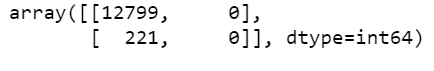 array([[12799,     0],
       [  221,     0]], dtype=int64)